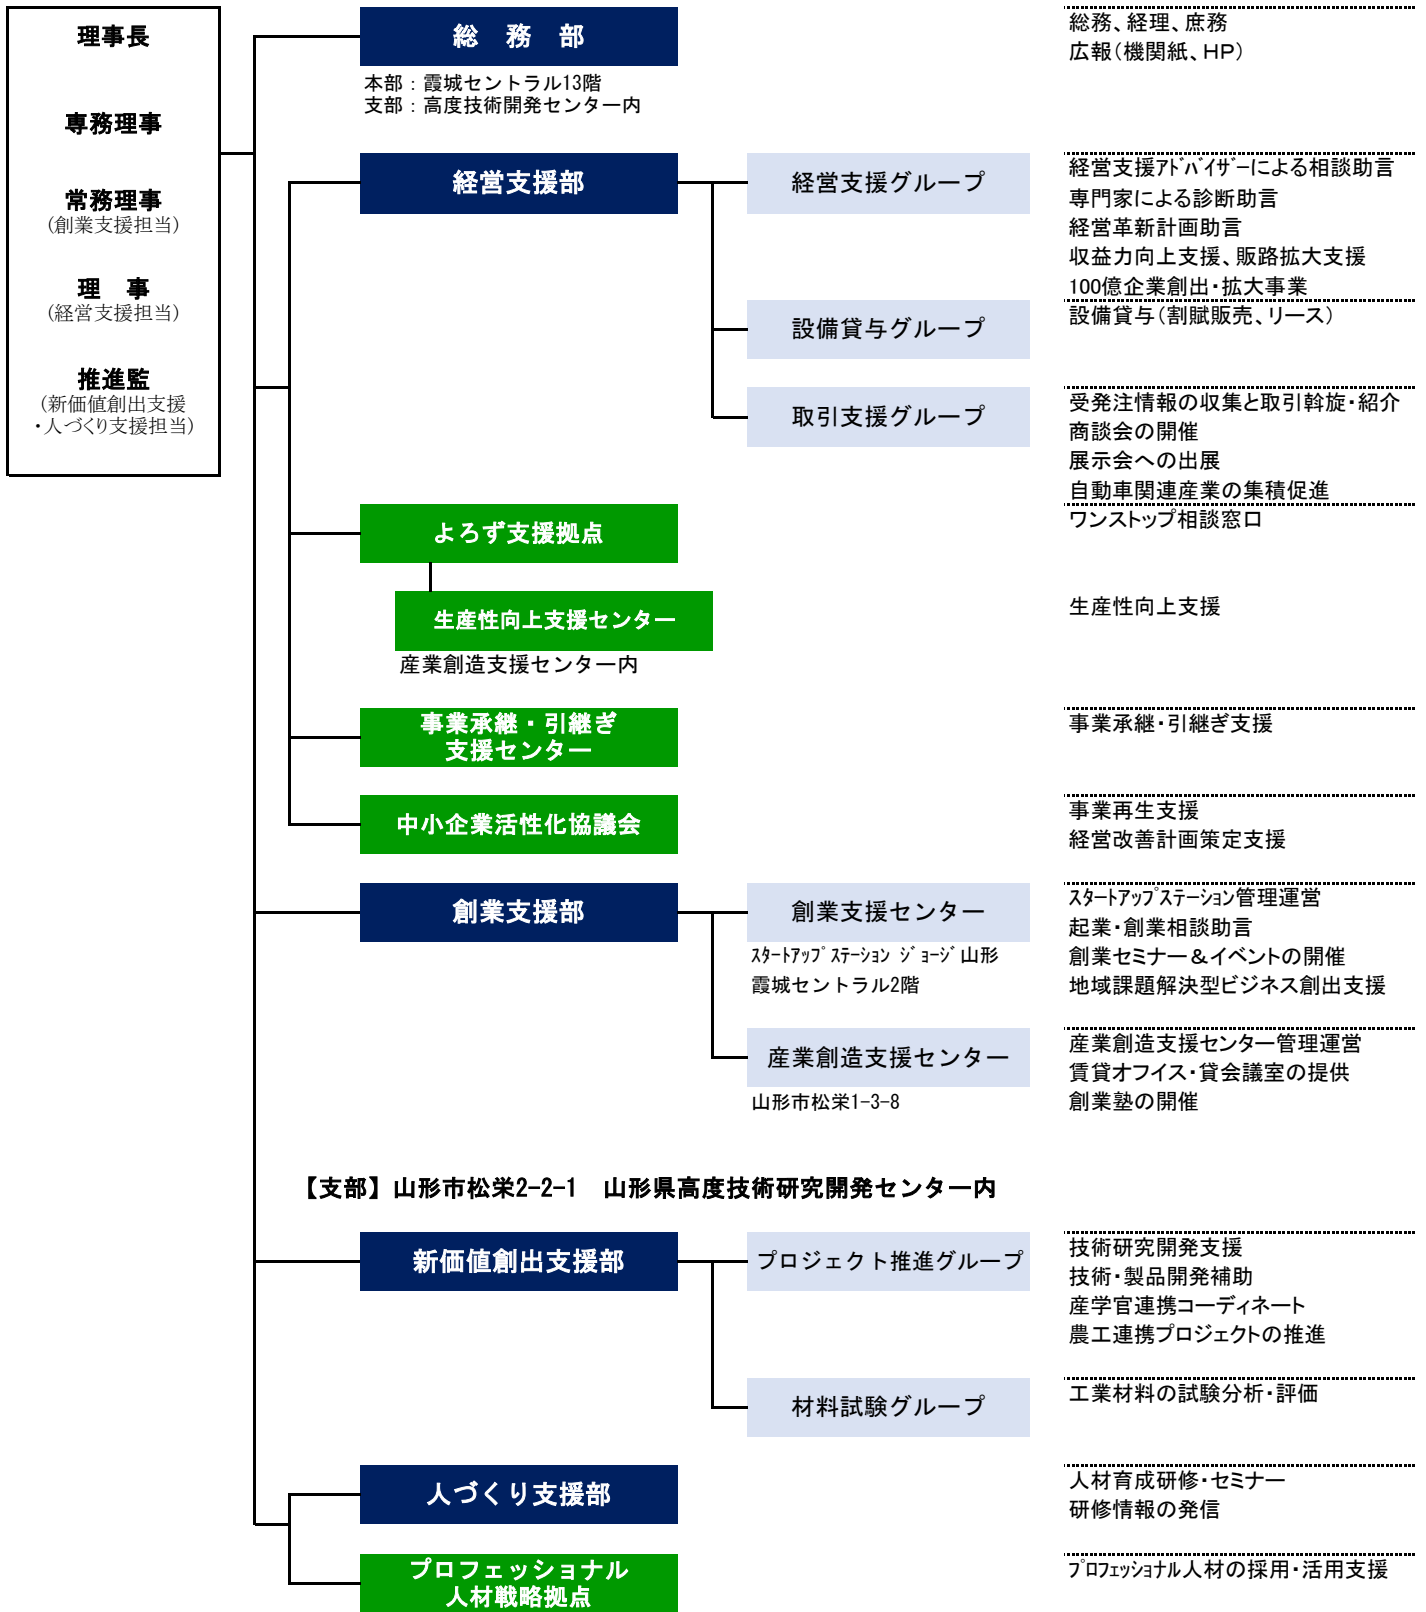 理事長
専務理事
常務理事
(創業支援担当)
理　事
(経営支援担当)
推進監
(新価値創出支援
・人づくり支援担当)
総　務　部
本部：霞城セントラル13階
支部：高度技術開発センター内
総務、経理、庶務
広報(機関紙、HP)
経営支援部
経営支援グループ
経営支援ｱﾄﾞﾊﾞｲｻﾞｰによる相談助言
専門家による診断助言
経営革新計画助言
収益力向上支援、販路拡大支援
100億企業創出・拡大事業
設備貸与グループ
設備貸与(割賦販売、リース)
取引支援グループ
受発注情報の収集と取引斡旋・紹介
商談会の開催
展示会への出展
自動車関連産業の集積促進
よろず支援拠点
ワンストップ相談窓口
生産性向上支援センター
産業創造支援センター内
生産性向上支援
事業承継・引継ぎ
支援センター
事業承継・引継ぎ支援
中小企業活性化協議会
事業再生支援
経営改善計画策定支援
創業支援部
創業支援センター
ｽﾀｰﾄｱｯﾌﾟｽﾃｰｼｮﾝ ｼﾞｮｰｼﾞ山形
霞城セントラル2階
ｽﾀｰﾄｱｯﾌﾟｽﾃｰｼｮﾝ管理運営
起業・創業相談助言
創業セミナー＆イベントの開催
地域課題解決型ビジネス創出支援
産業創造支援センター
山形市松栄1-3-8
産業創造支援センター管理運営
賃貸オフイス・貸会議室の提供
創業塾の開催
【支部】山形市松栄2-2-1　山形県高度技術研究開発センター内
新価値創出支援部
プロジェクト推進グループ
技術研究開発支援
技術・製品開発補助
産学官連携コーディネート
農工連携プロジェクトの推進
材料試験グループ
工業材料の試験分析・評価
人づくり支援部
人材育成研修・セミナー
研修情報の発信
プロフェッショナル
人材戦略拠点
ﾌﾟﾛﾌｪｯｼｮﾅﾙ人材の採用・活用支援